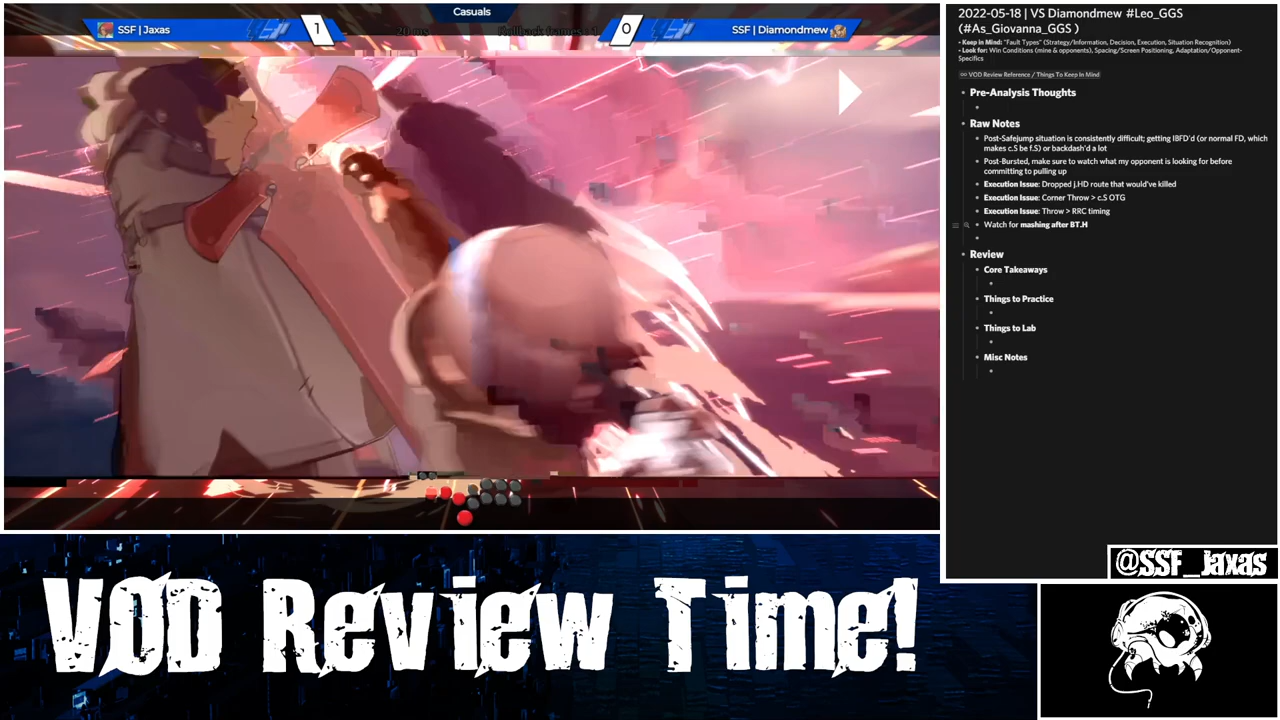 Casuals
SSF | Jaxas
1
0
SSF | Diamondmew
2022-05-18 | VS Diamondmew #Leo_GGS
(#As_Giovanna_GGS )
- Keep in Mind: "Fault Types" (Strategy/Information, Decision, Execution, Situation Recognition)
- Look for: Win Conditions (mine & opponents), Spacing/Screen Positioning, Adaptation/Opponent-
Specifics
VOD Review Reference / Things To Keep In Mind
Pre-Analysis Thoughts
Raw Notes
Post-Safejump situation is consistently difficult; getting IBFD'd (or normal FD, which
makes c.S be f.S) or backdash'd a lot
Post-Bursted, make sure to watch what my opponent is looking for before
committing to pulling up
Execution Issue: Dropped j.HD route that would've killed
Execution Issue: Corner Throw > c.S OTG
Execution Issue: Throw > RRC timing
Watch for mashing after BT.H
Review
Core Takeaways
Things to Practice
Things to Lab
Misc Notes
@SSF_Jaxas
VOD Review Time!